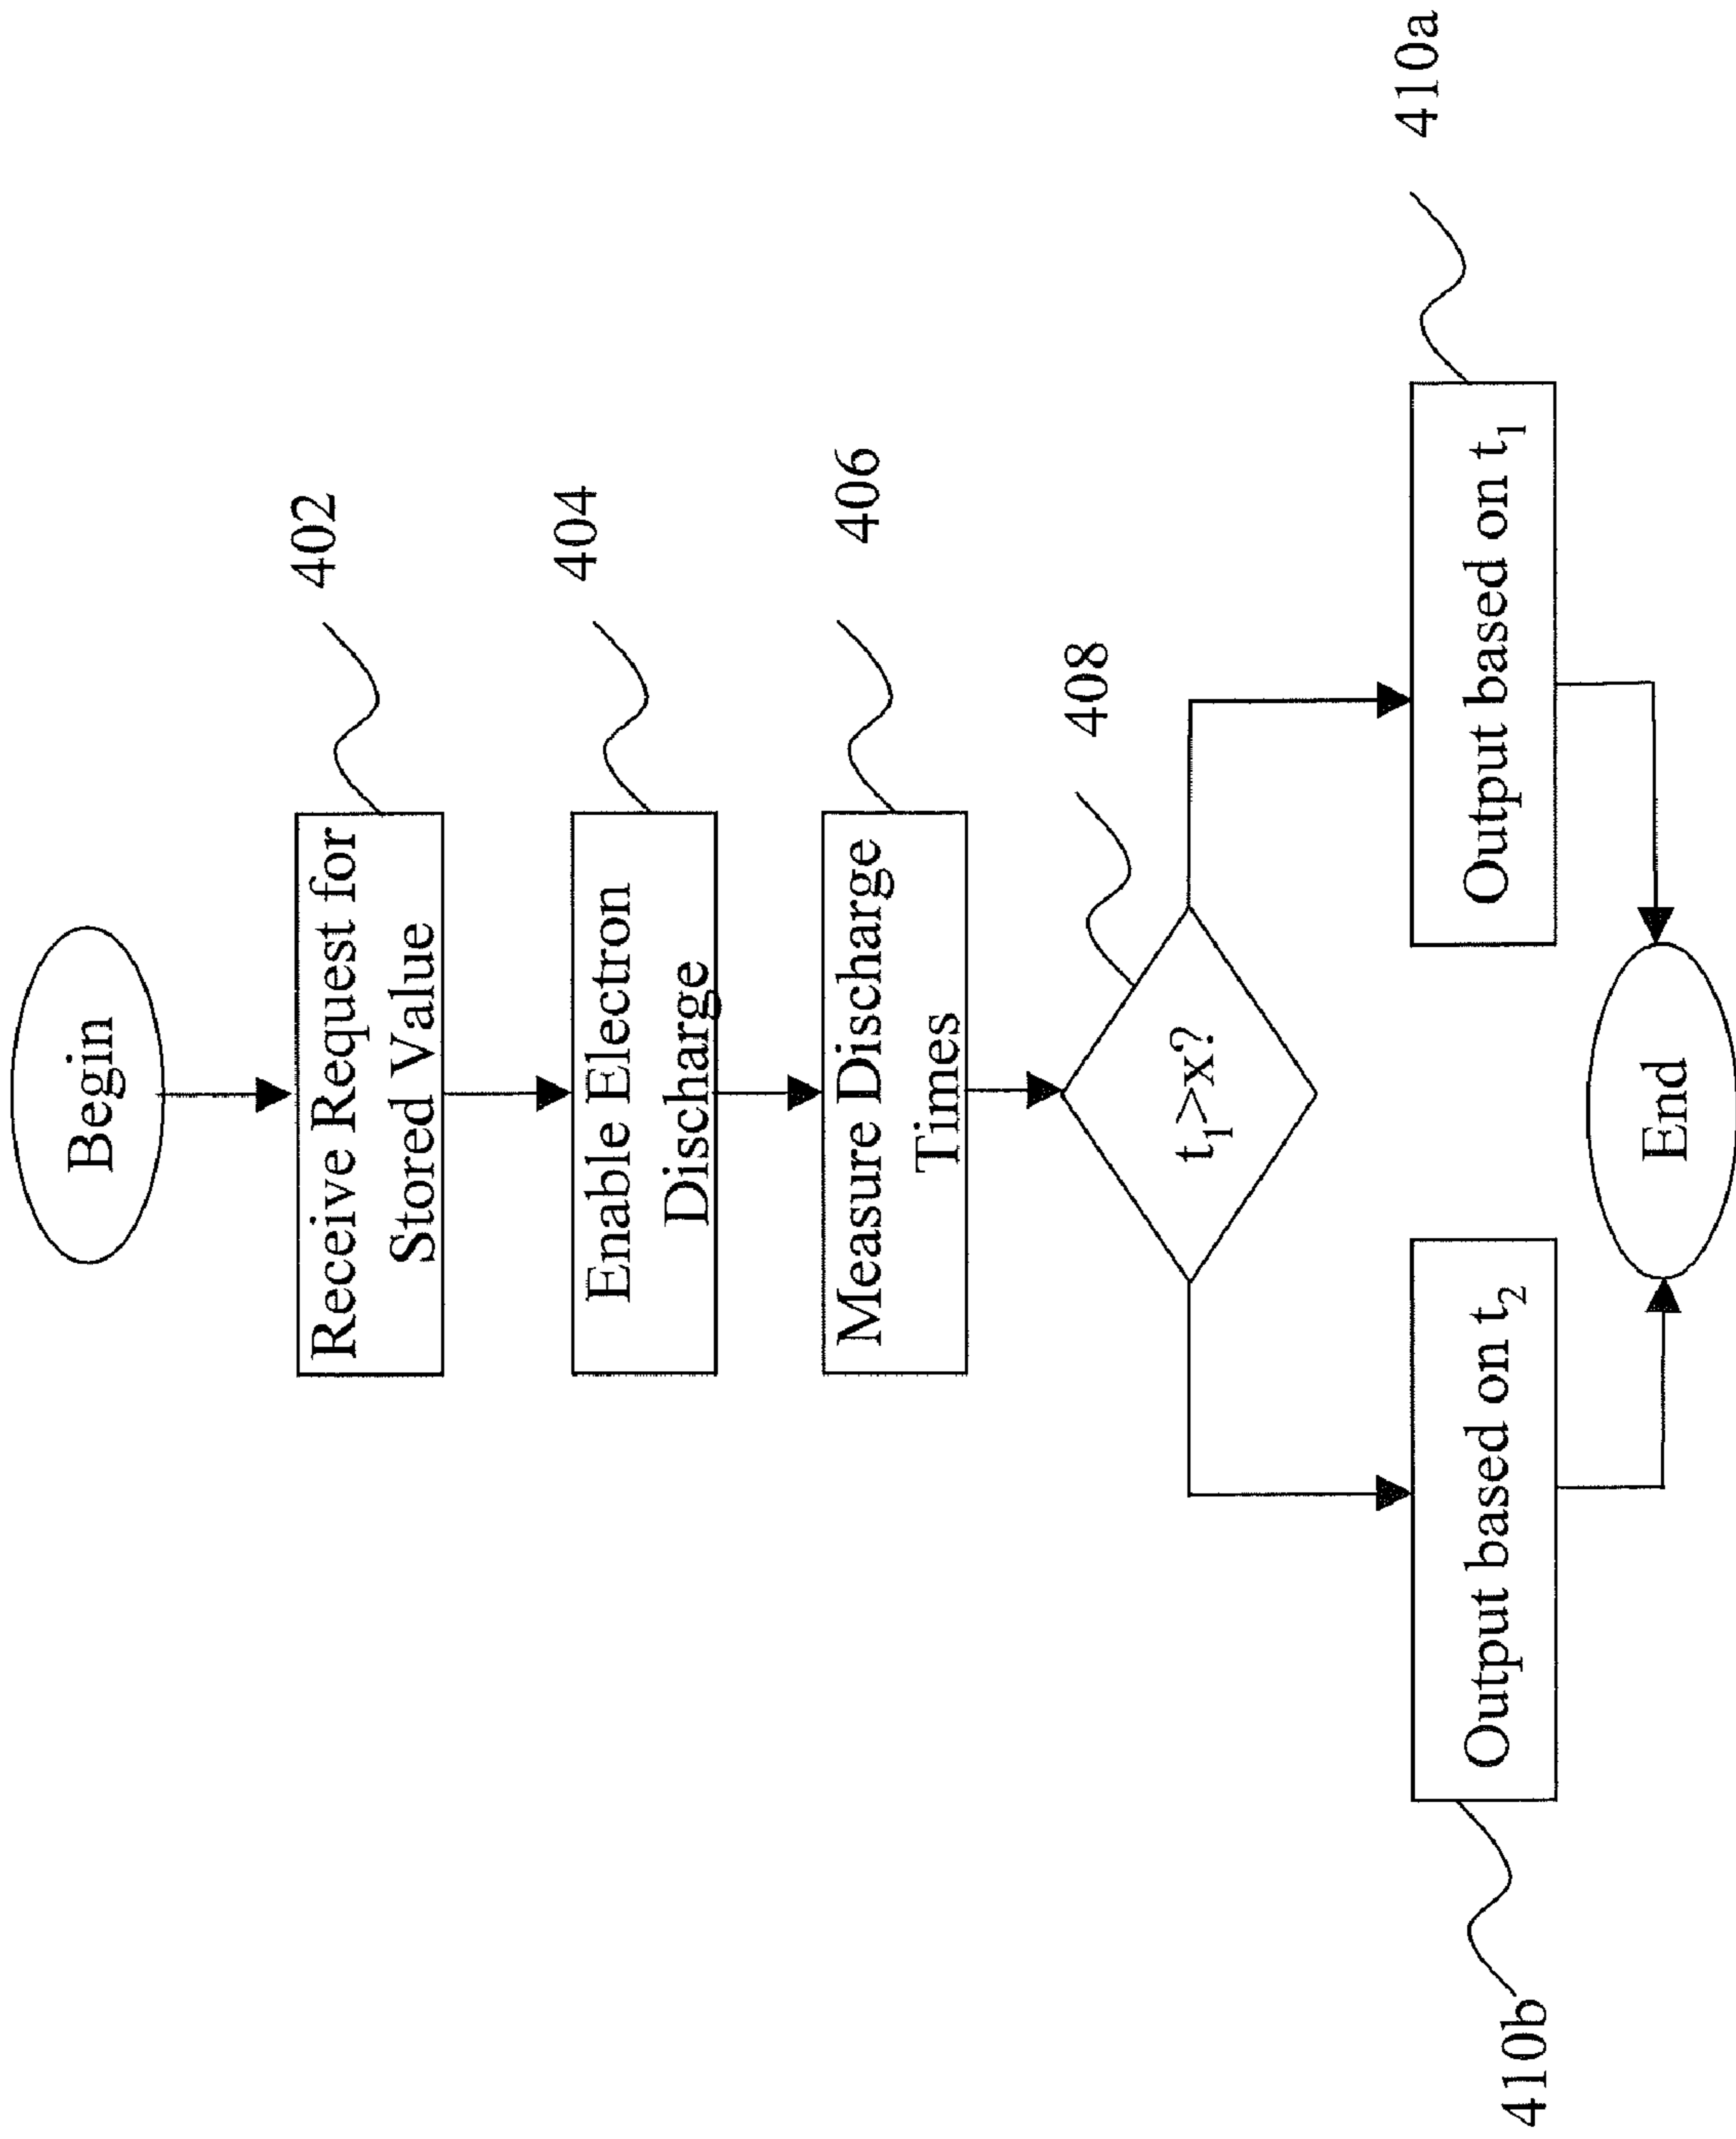 Begin
Receive Request for
Stored Value
402
Enable Electron
Discharge
404
Measure Discharge
Times
406
t₁>x?
408
Output based on t₂
410b
Output based on t₁
410a
End